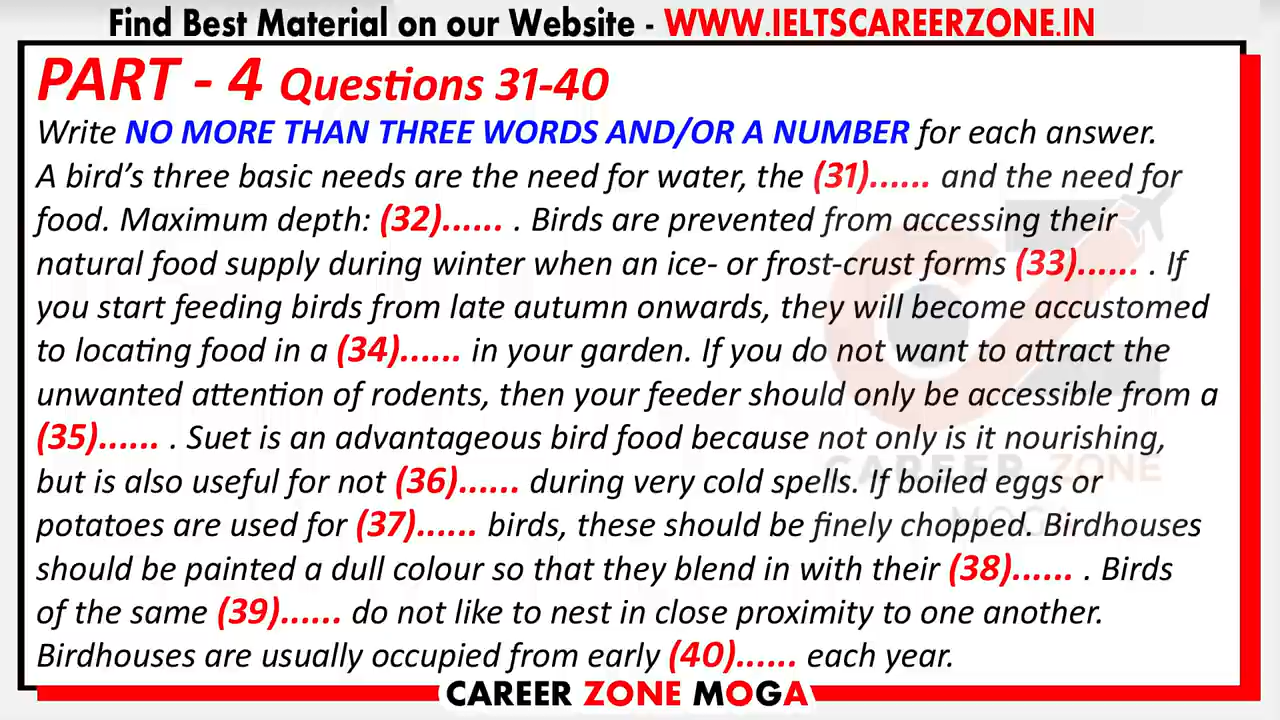 Find Best Material on our Website - WWW.IELTSCAREERZONE.IN
PART - 4 Questions 31-40
Write NO MORE THAN THREE WORDS AND/OR A NUMBER for each answer.
A bird’s three basic needs are the need for water, the (31)...... and the need for
food. Maximum depth: (32)...... . Birds are prevented from accessing their
natural food supply during winter when an ice- or frost-crust forms (33)...... . If
you start feeding birds from late autumn onwards, they will become accustomed
to locating food in a (34)...... in your garden. If you do not want to attract the
unwanted attention of rodents, then your feeder should only be accessible from a
(35)...... . Suet is an advantageous bird food because not only is it nourishing,
but is also useful for not (36)...... during very cold spells. If boiled eggs or
potatoes are used for (37)...... birds, these should be finely chopped. Birdhouses
should be painted a dull colour so that they blend in with their (38)...... . Birds
of the same (39)...... do not like to nest in close proximity to one another.
Birdhouses are usually occupied from early (40)...... each year.
CAREER ZONE
MOGA
CAREER ZONE MOGA